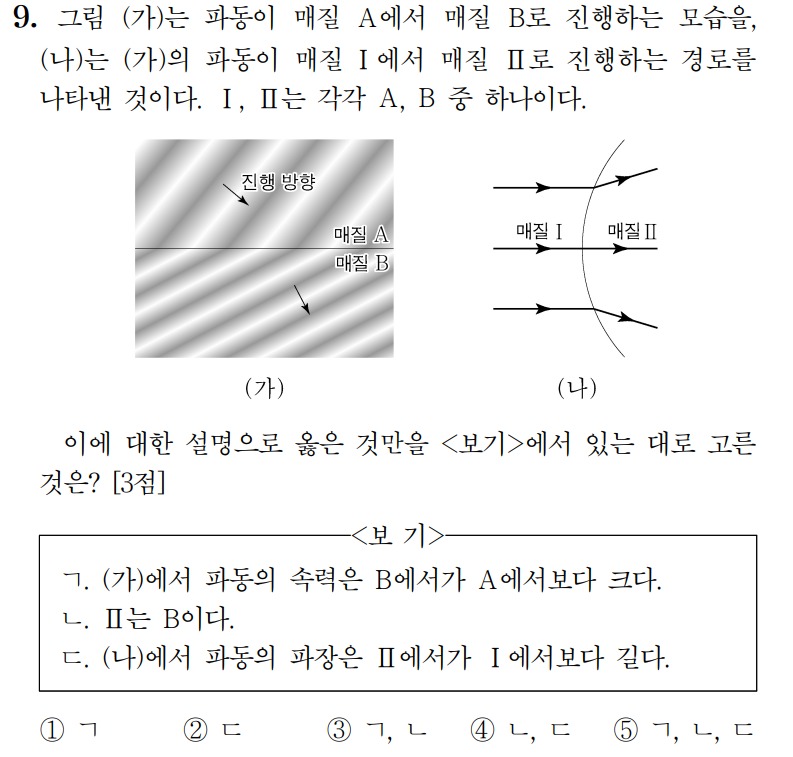 9. 그림 (가)는 파동이 매질 A에서 매질 B로 진행하는 모습을,
(나)는 (가)의 파동이 매질 Ⅰ에서 매질 Ⅱ로 진행하는 경로를
나타낸 것이다. Ⅰ, Ⅱ는 각각 A, B 중 하나이다.
진행 방향
매질 A
매질 B
(가)
매질 Ⅰ
매질 Ⅱ
(나)
이에 대한 설명으로 옳은 것만을 <보기>에서 있는 대로 고른
것은? [3점]
<보 기>
ㄱ. (가)에서 파동의 속력은 B에서가 A에서보다 크다.
ㄴ. Ⅱ는 B이다.
ㄷ. (나)에서 파동의 파장은 Ⅱ에서가 Ⅰ에서보다 길다.
① ㄱ ② ㄷ ③ ㄱ, ㄴ ④ ㄴ, ㄷ ⑤ ㄱ, ㄴ, ㄷ